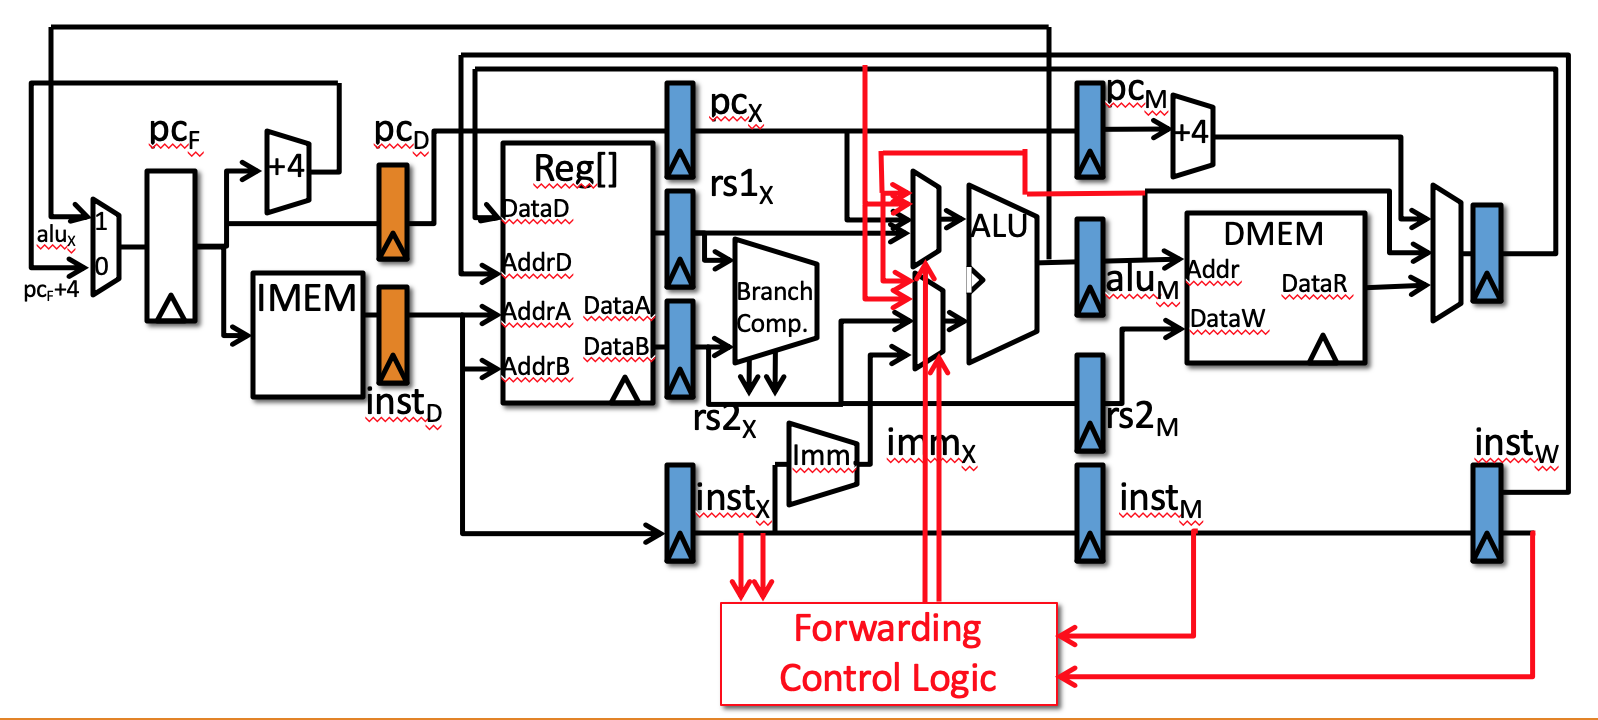 pcF
+4
pcD
Reg[]
pcX
rs1X
pcM
+4
1
aluX
0
pcF+4
IMEM
instD
DataD
AddrD
AddrA
DataA
DataB
AddrB
Branch
Comp.
rs2X
ALU
aluM
DMEM
Addr
DataR
DataW
rs2M
Imm
immX
instX
instM
instW
Forwarding
Control Logic